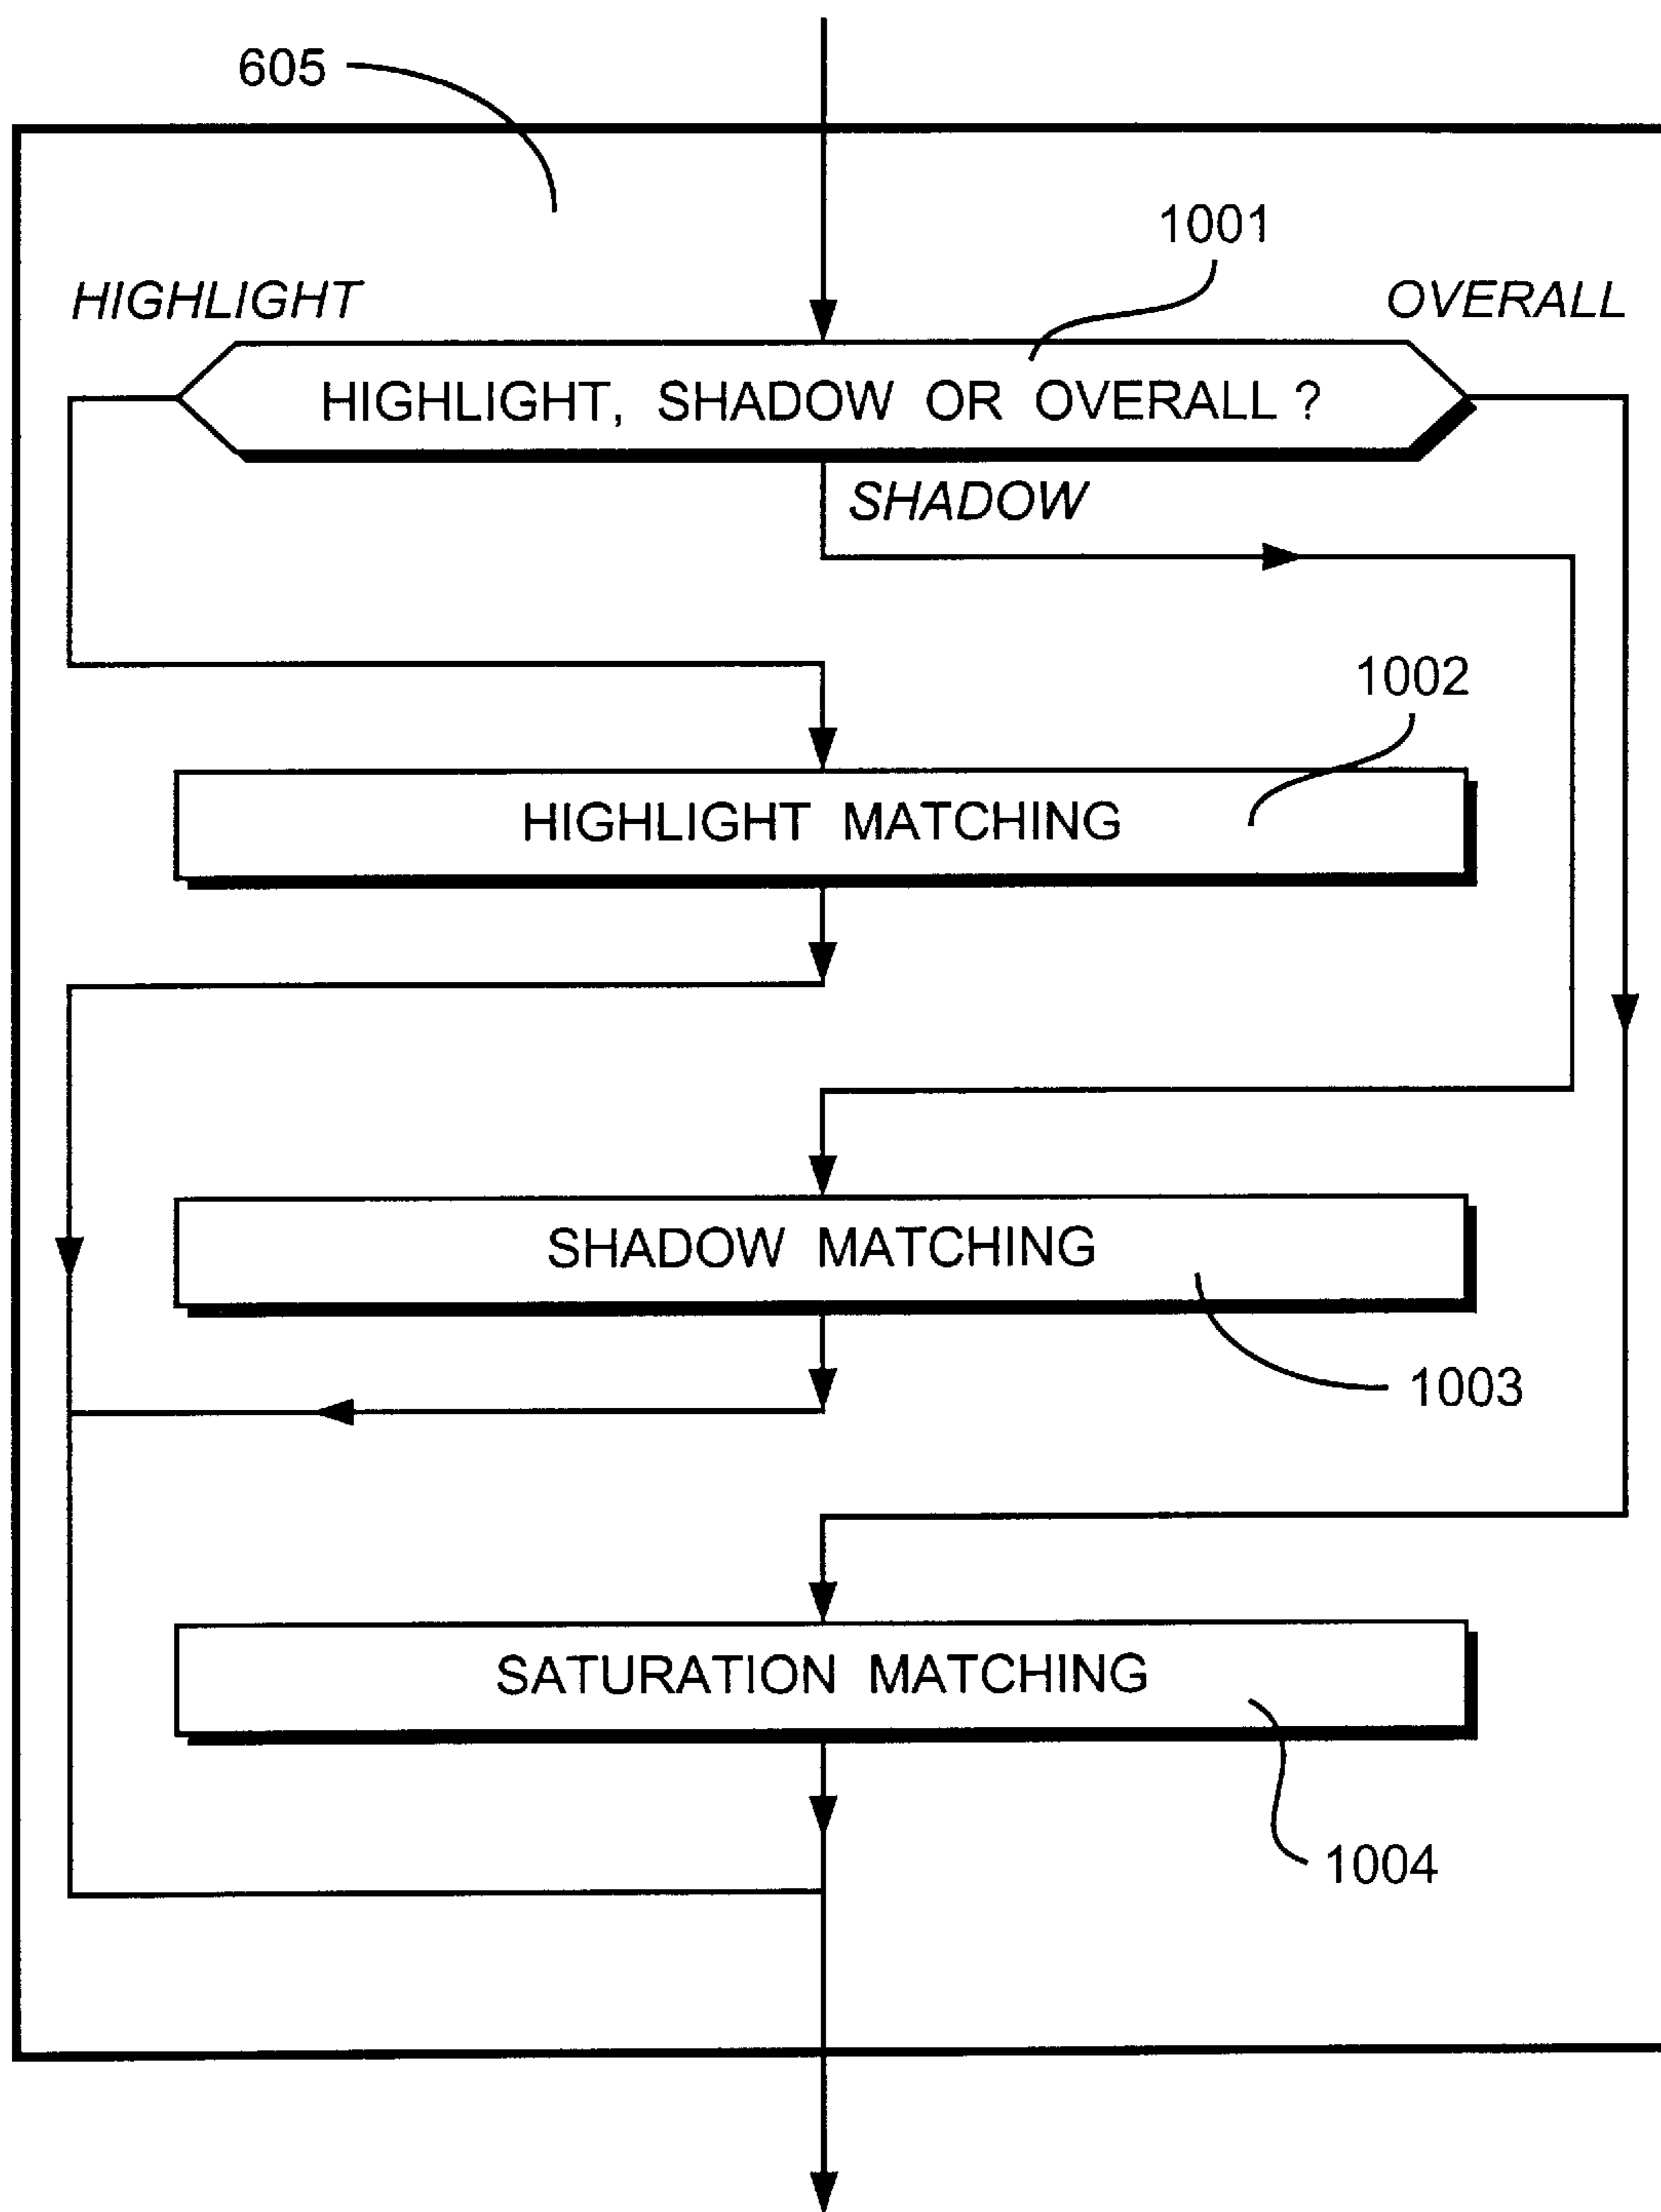 605
1001
HIGHLIGHT
OVERALL
HIGHLIGHT, SHADOW OR OVERALL ?
SHADOW
1002
HIGHLIGHT MATCHING
SHADOW MATCHING
1003
SATURATION MATCHING
1004